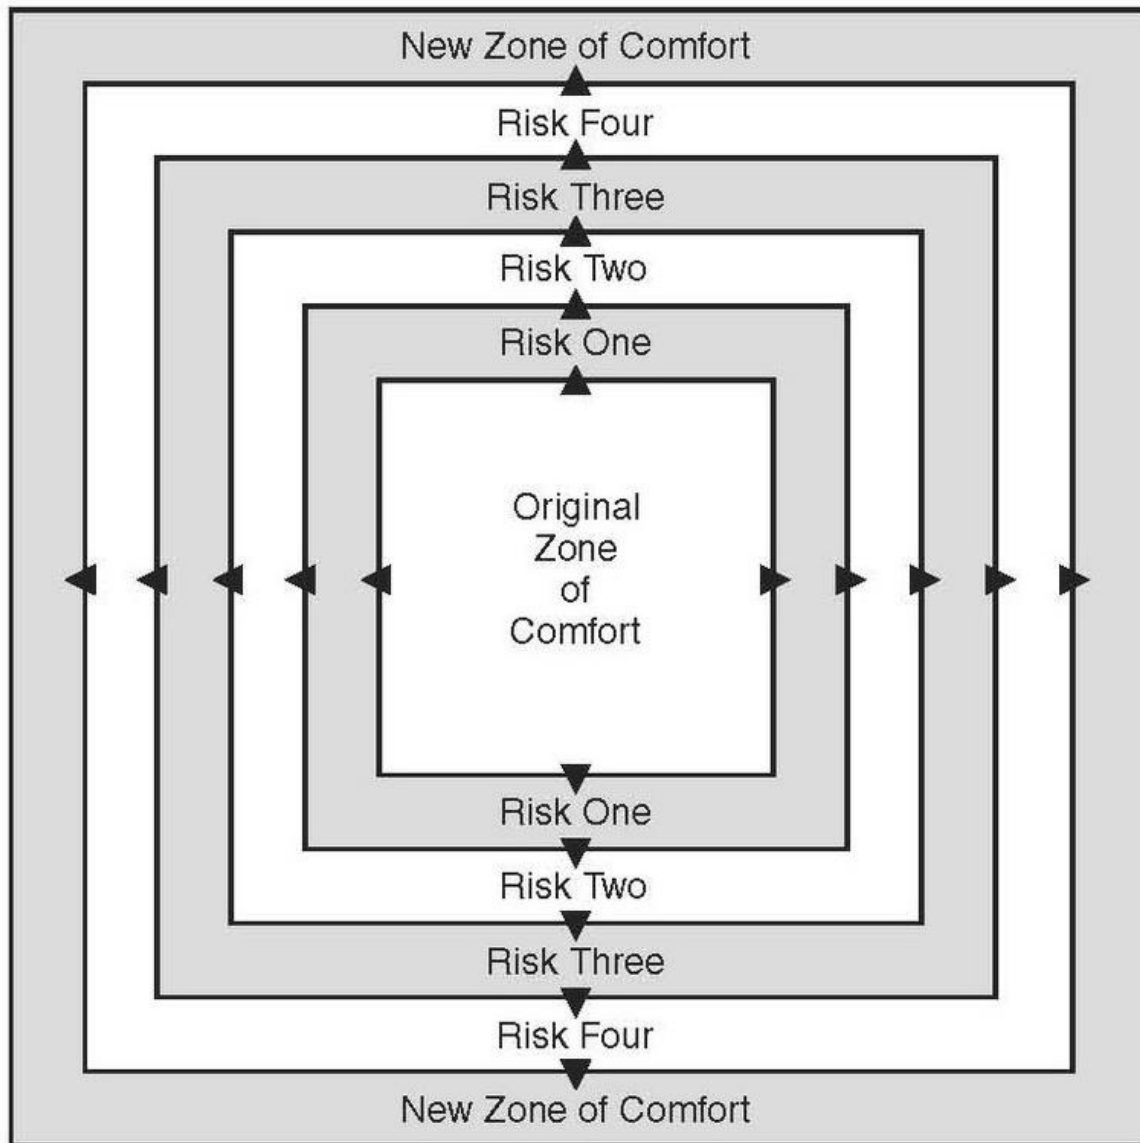 New Zone of Comfort
Risk Four
Risk Three
Risk Two
Risk One
Original
Zone
of
Comfort
Risk One
Risk Two
Risk Three
Risk Four
New Zone of Comfort